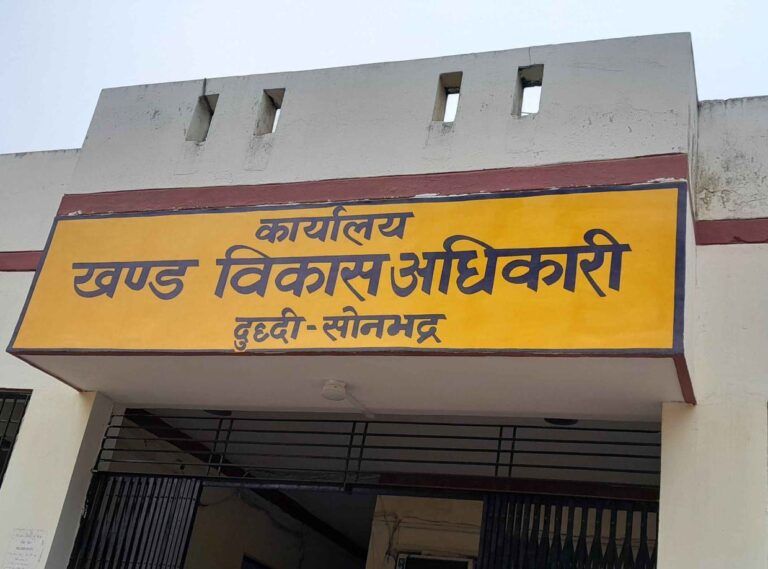 कार्यालय
खण्ड विकास अधिकारी
दुद्दी - सोनभद्र